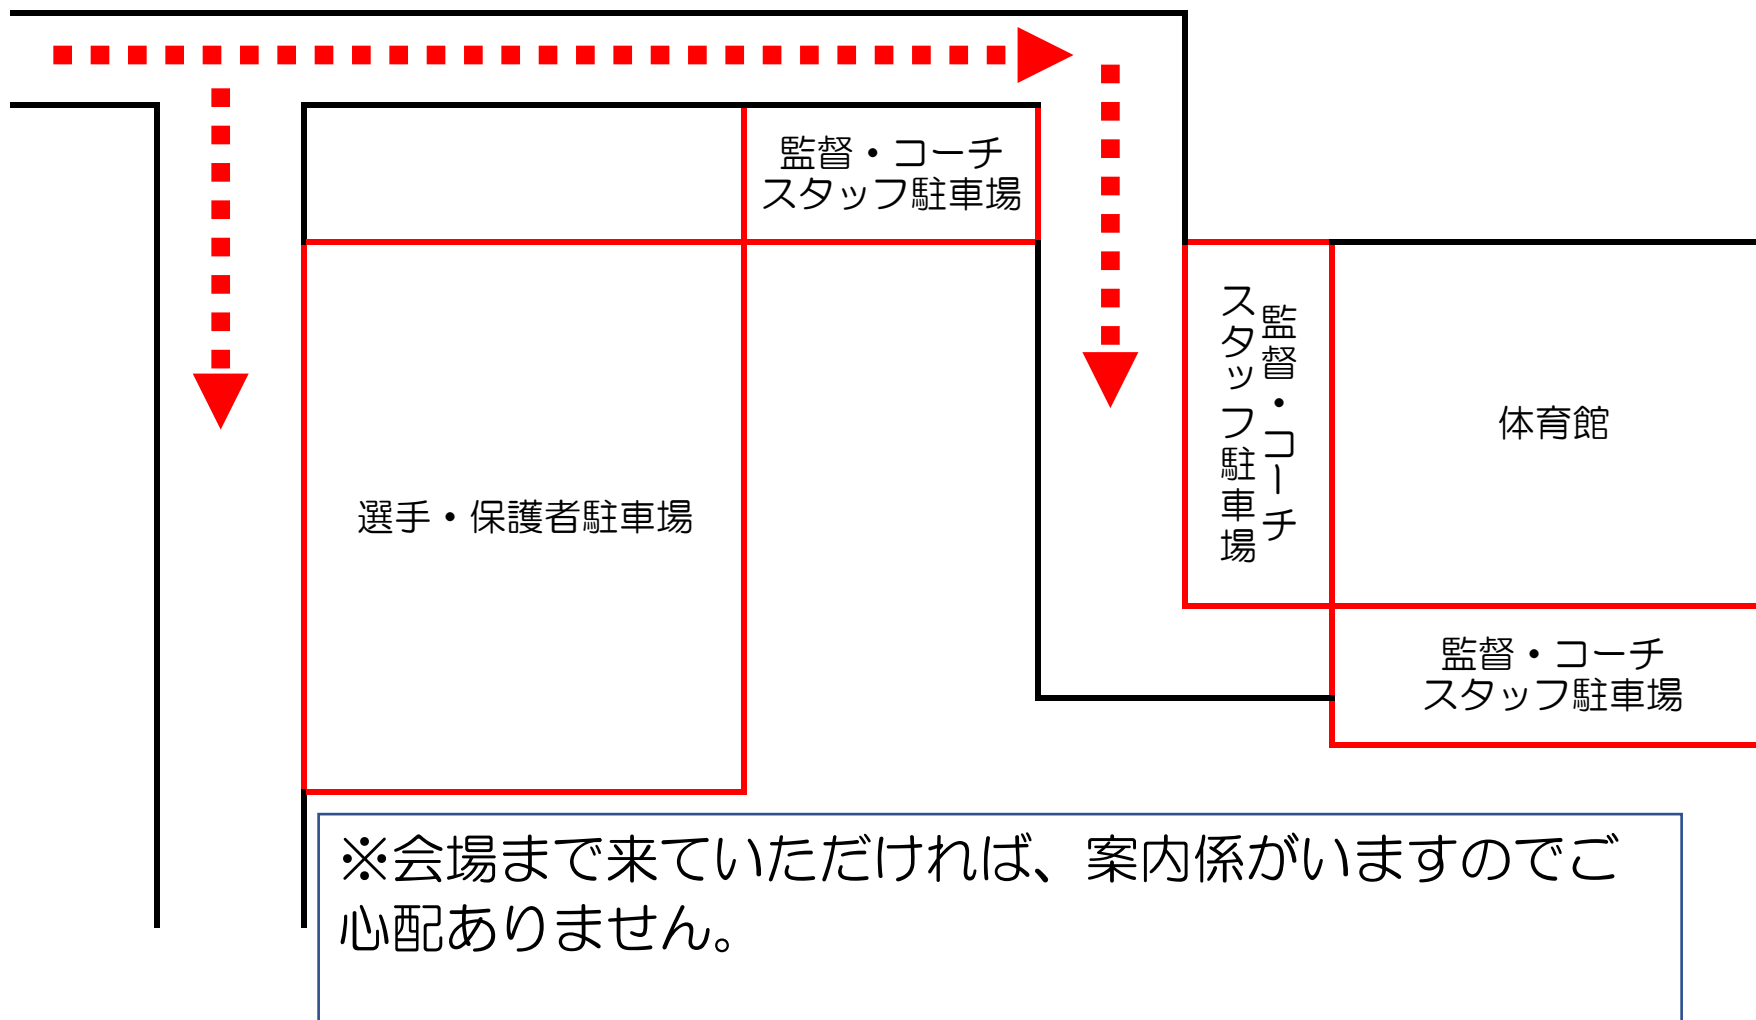 監督・コーチ
スタッフ駐車場
監督・コーチ
スタッフ駐車場
体育館
選手・保護者駐車場
監督・コーチ
スタッフ駐車場
※会場まで来ていただければ、案内係がいますのでご
心配ありません。